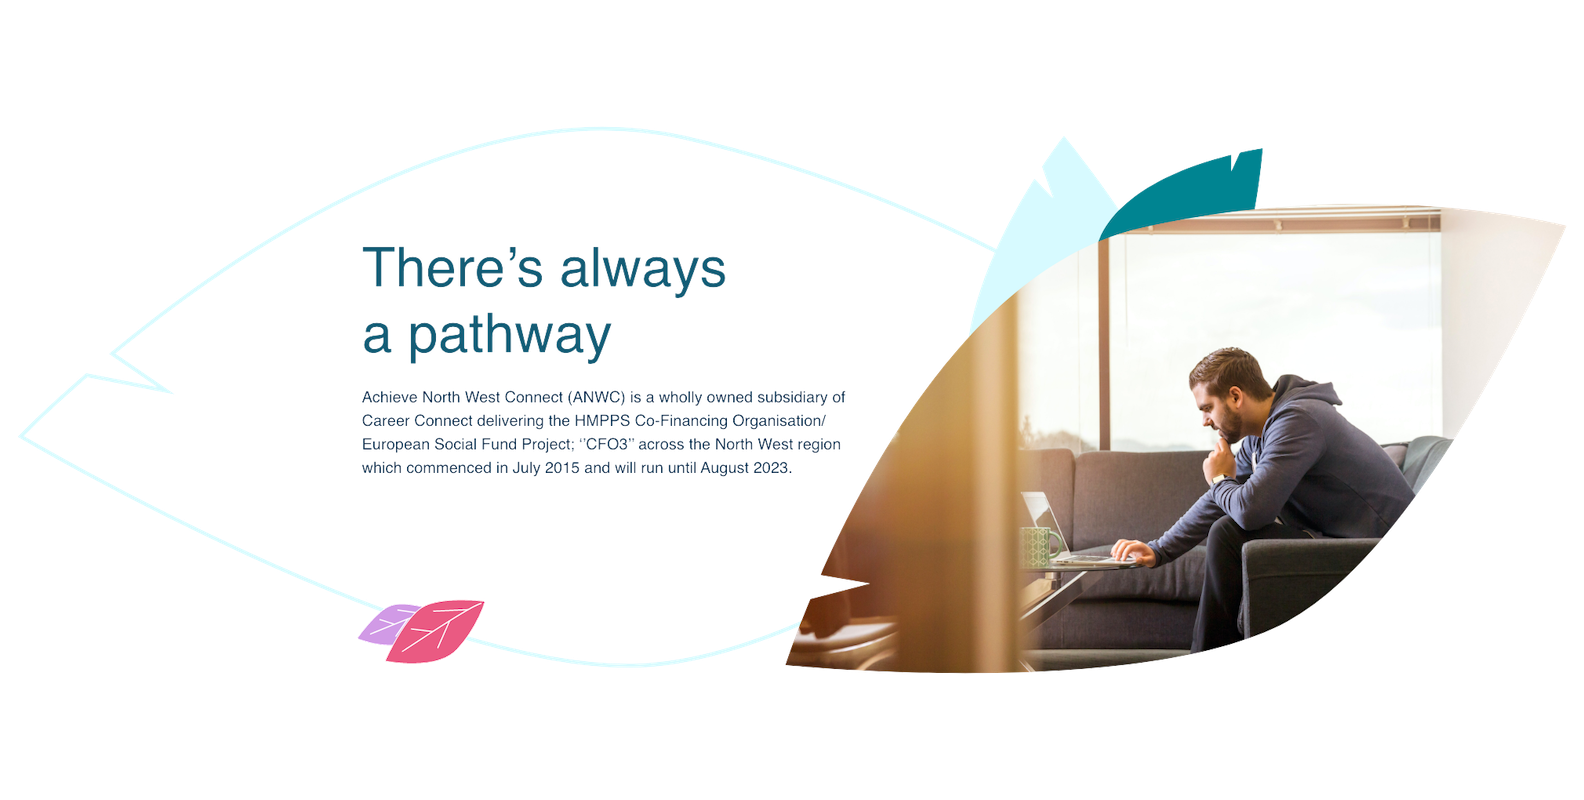 There’s always
a pathway
Achieve North West Connect (ANWC) is a wholly owned subsidiary of
Career Connect delivering the HMPPS Co-Financing Organisation/
European Social Fund Project; ‘’CFO3’’ across the North West region
which commenced in July 2015 and will run until August 2023.